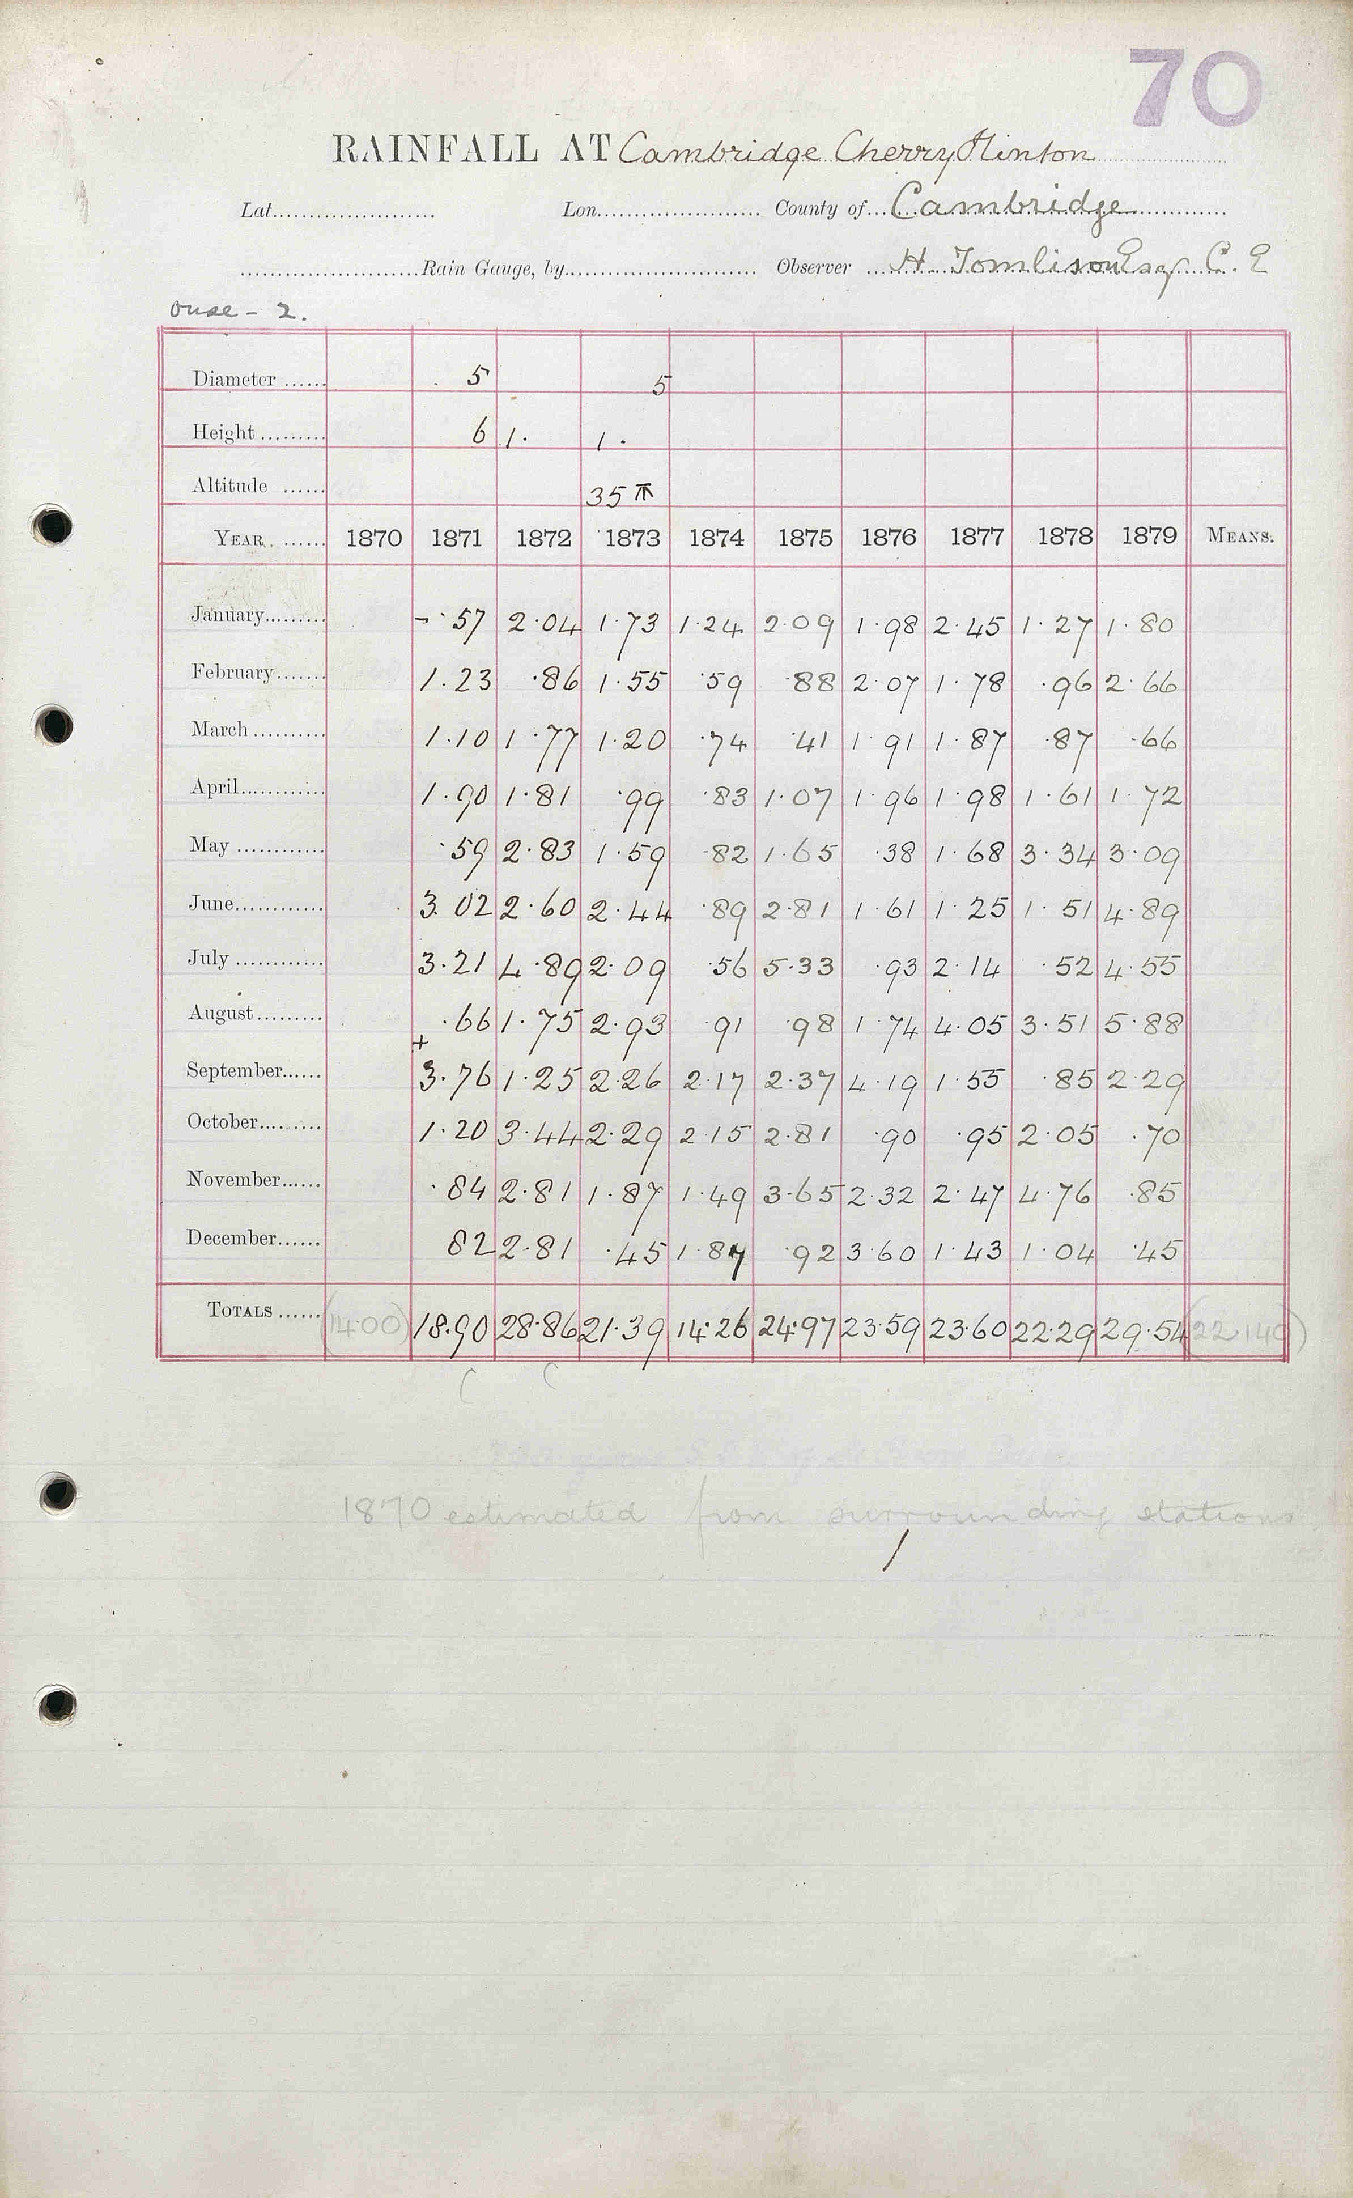 70
RAINFALL AT Cambridge Cherry Hinton
Lat. Lon. County of Cambridge
Rain Gauge, by Observer H Tomlison Esq C. E
Ouse - 2.
Diameter 5 5
Height 6 1. 1.
Altitude 35
YEAR 1870 1871 1872 1873 1874 1875 1876 1877 1878 1879 MEANS.
January ·57 2·04 1·73 1·24 2·09 1·98 2·45 1·27 1·80
February 1.23 ·86 1·55 ·59 ·88 2·07 1·78 ·96 2·66
March 1.10 1·77 1·20 ·74 ·41 1·91 1·87 ·87 ·66
April 1.90 1·81 ·99 ·83 1·07 1·96 1·98 1·61 1·72
May ·59 2·83 1·59 ·82 1·65 ·38 1·68 3·34 3·09
June 3.02 2·60 2·44 ·89 2·81 1·61 1·25 1·51 4·89
July 3·21 4·89 2·09 ·56 5·33 ·93 2·14 ·52 4·55
August ·66 1·75 2·93 91 ·98 1·74 4·05 3·51 5·88
+
September 3·76 1·25 2·26 2·17 2·37 4·19 1·55 ·85 2·29
October 1·20 3·44 2·29 2·15 2·81 ·90 ·95 2·05 ·70
November ·84 2·81 1·87 1·49 3·65 2·32 2·47 4·76 ·85
December 82 2·81 ·45 1·87 ·92 3·60 1·43 1·04 ·45
TOTALS (1400) 18·90 28·86 21·39 14·26 24·97 23·59 23·60 22·29 29·54 (22·140)
1870 estimated from surrounding stations